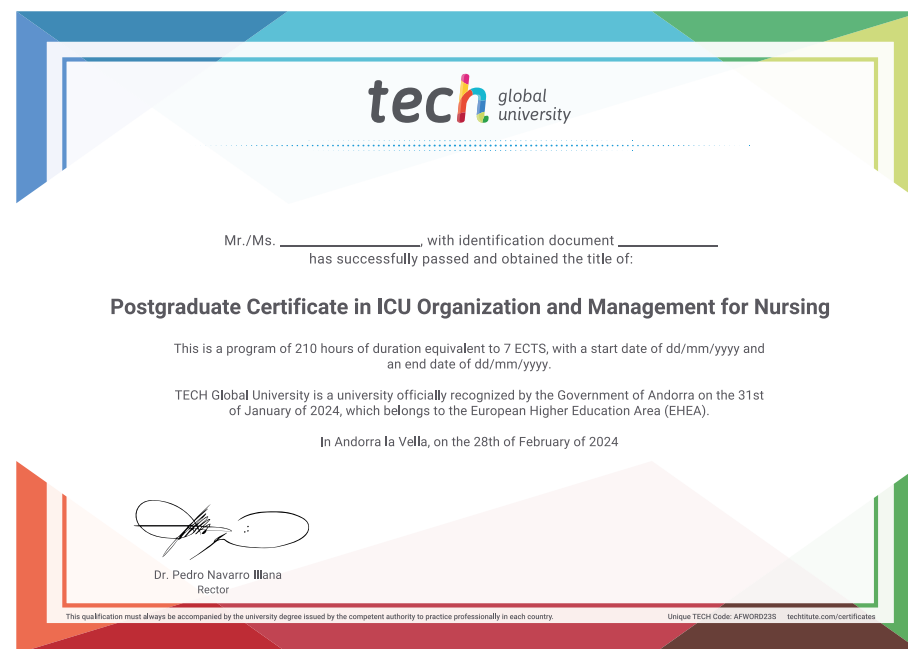 tech global university
Mr./Ms. ____________________, with identification document ______________
has successfully passed and obtained the title of:
Postgraduate Certificate in ICU Organization and Management for Nursing
This is a program of 210 hours of duration equivalent to 7 ECTS, with a start date of dd/mm/yyyy and
an end date of dd/mm/yyyy.
TECH Global University is a university officially recognized by the Government of Andorra on the 31st
of January of 2024, which belongs to the European Higher Education Area (EHEA).
In Andorra la Vella, on the 28th of February of 2024
Dr. Pedro Navarro Illana
Rector
This qualification must always be accompanied by the university degree issued by the competent authority to practice professionally in each country.
Unique TECH Code: AFWORD23S techtitute.com/certificates